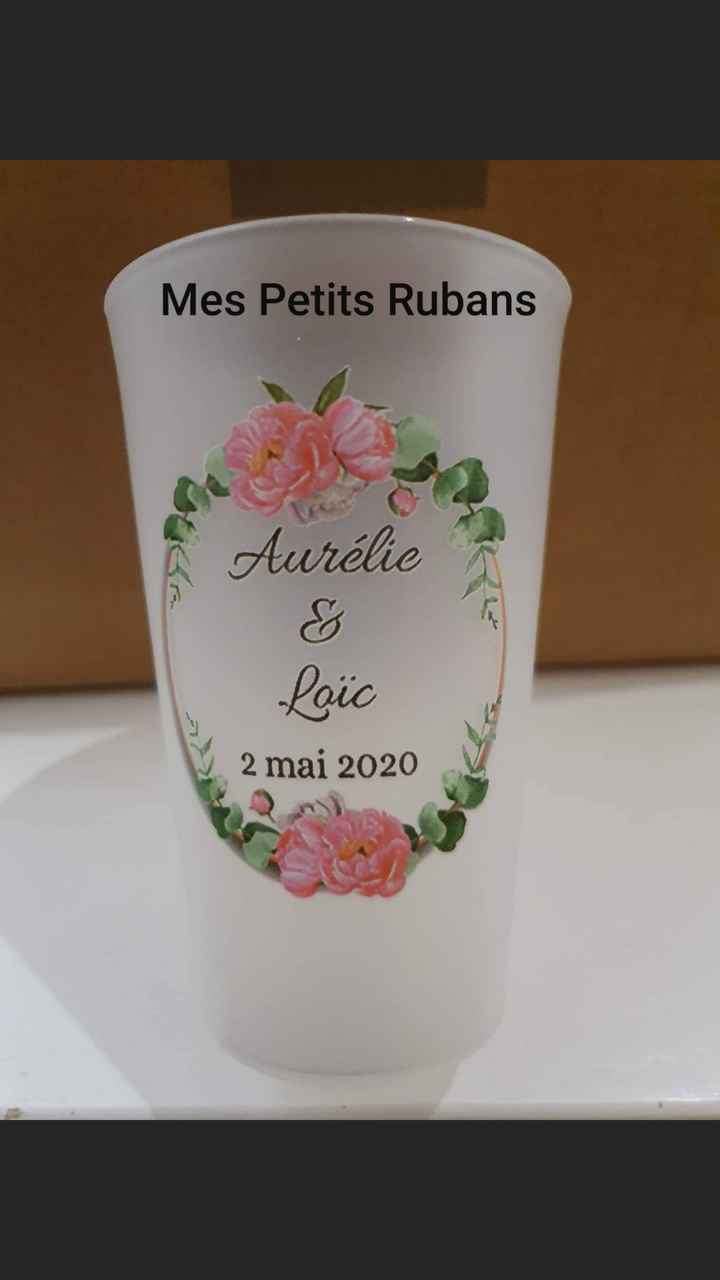 Mes Petits Rubans
Aurélie
&
Loïc
2 mai 2020